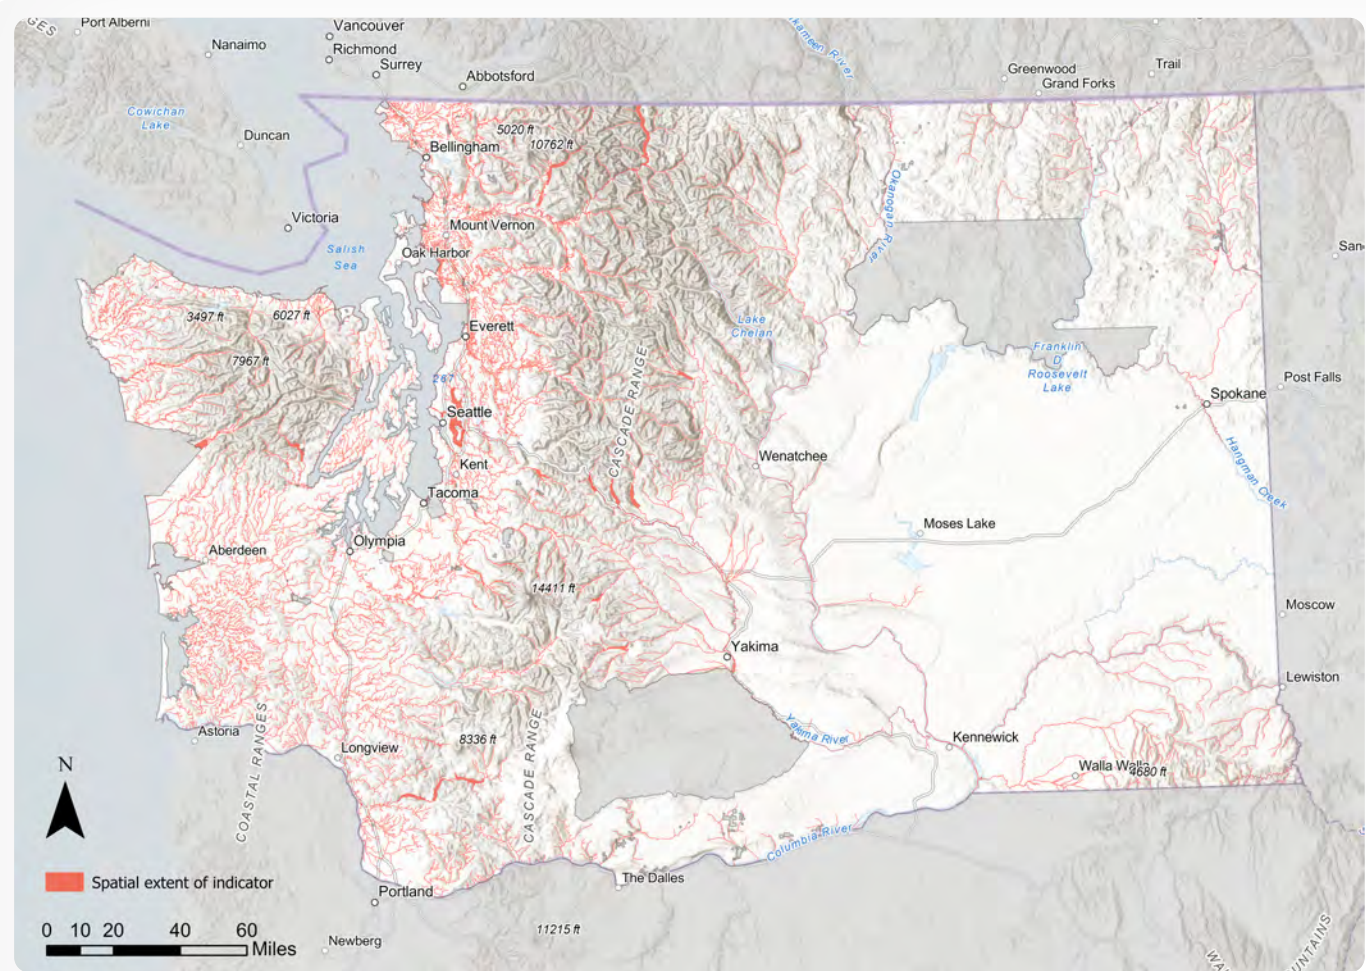 GES
Port Alberni
Vancouver
Nanaimo
Richmond
Surrey
Abbotsford
kameen River
Greenwood
Trail
Grand Forks
Cowichan
Lake
Duncan
5020 ft
10762 ft
Bellingham
Victoria
Mount Vernon
Okanogan River
Salish
Sea
Oak Harbor
San
3497 ft
6027 ft
Everett
Lake
Chelan
7967 ft
Franklin
D
Roosevelt
Lake
287
Post Falls
Seattle
Spokane
CASCADE RANGE
Kent
Wenatchee
Hangman Creek
Tacoma
Moses Lake
Olympia
Aberdeen
14411 ft
Moscow
Yakima
Lewiston
Astoria
COASTAL RANGES
8336 ft
CASCADE RANGE
Yakima River
Longview
Kennewick
Walla Walla
4680 ft
N
Columbia River
Spatial extent of indicator
The Dalles
Portland
11215 ft
Newberg
0 10 20 40 60
Miles
WA
UNTAINS